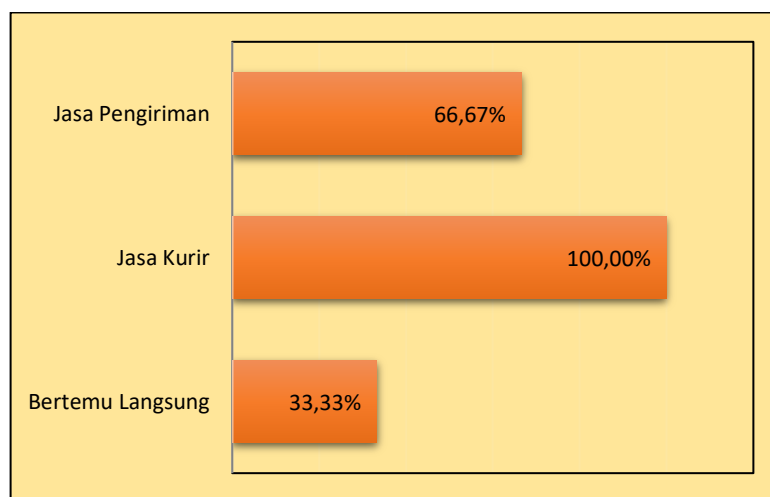 Jasa Pengiriman
66,67%
Jasa Kurir
100,00%
Bertemu Langsung
33,33%